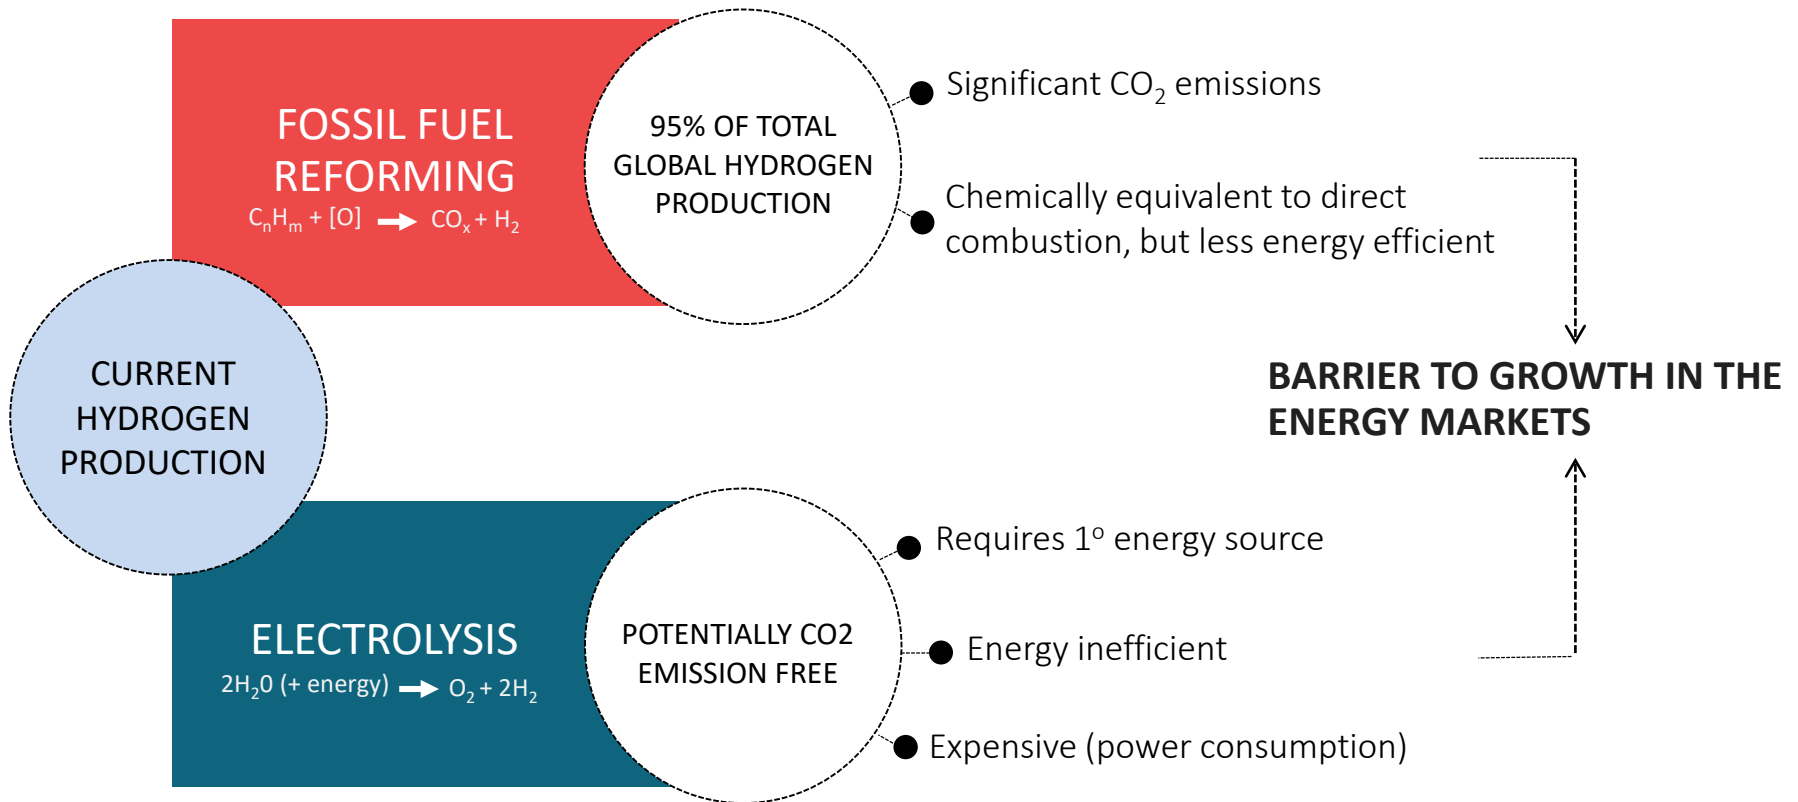 FOSSIL FUEL
REFORMING
CₙHₘ + [O] → COₓ + H₂
95% OF TOTAL
GLOBAL HYDROGEN
PRODUCTION
Significant CO₂ emissions
Chemically equivalent to direct
combustion, but less energy efficient
CURRENT
HYDROGEN
PRODUCTION
BARRIER TO GROWTH IN THE
ENERGY MARKETS
ELECTROLYSIS
2H₂0 (+ energy) → O₂ + 2H₂
POTENTIALLY CO2
EMISSION FREE
Requires 1º energy source
Energy inefficient
Expensive (power consumption)